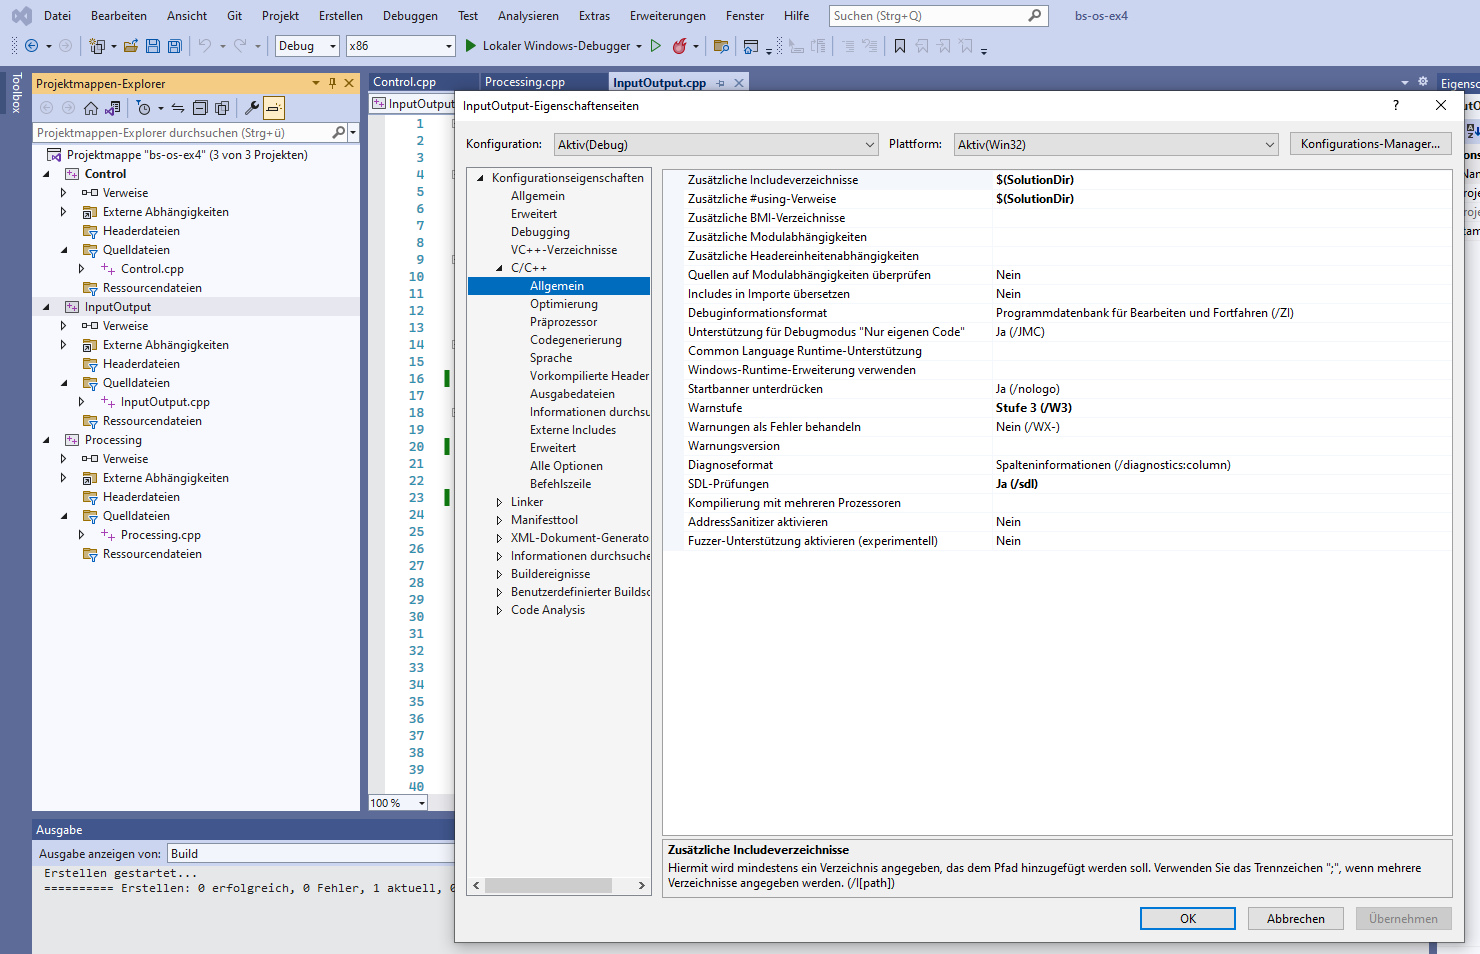 Datei Bearbeiten Ansicht Git Projekt Erstellen Debuggen Test Analysieren Extras Erweiterungen Fenster Hilfe Suchen (Strg+Q) bs-os-ex4
Debug x86 Lokaler Windows-Debugger
Toolbox
Projektmappen-Explorer
Projektmappen-Explorer durchsuchen (Strg+ü)
Projektmappe "bs-os-ex4" (3 von 3 Projekten)
Control
Verweise
Externe Abhängigkeiten
Headerdateien
Quelldateien
Control.cpp
Ressourcendateien
InputOutput
Verweise
Externe Abhängigkeiten
Headerdateien
Quelldateien
InputOutput.cpp
Ressourcendateien
Processing
Verweise
Externe Abhängigkeiten
Headerdateien
Quelldateien
Processing.cpp
Ressourcendateien
Control.cpp Processing.cpp InputOutput.cpp
InputOutput
1
2
3
4
5
6
7
8
9
10
11
12
13
14
15
16
17
18
19
20
21
22
23
24
25
26
27
28
29
30
31
32
33
34
35
36
37
38
39
40
100 %
InputOutput-Eigenschaftenseiten
Konfiguration: Aktiv(Debug) Plattform: Aktiv(Win32) Konfigurations-Manager...
Konfigurationseigenschaften
Allgemein
Erweitert
Debugging
VC++-Verzeichnisse
C/C++
Allgemein
Optimierung
Präprozessor
Codegenerierung
Sprache
Vorkompilierte Header
Ausgabedateien
Informationen durchsu
Externe Includes
Erweitert
Alle Optionen
Befehlszeile
Linker
Manifesttool
XML-Dokument-Generato
Informationen durchsuche
Buildereignisse
Benutzerdefinierter Buildsc
Code Analysis
Zusätzliche Includeverzeichnisse $(SolutionDir)
Zusätzliche #using-Verweise $(SolutionDir)
Zusätzliche BMI-Verzeichnisse
Zusätzliche Modulabhängigkeiten
Zusätzliche Headereinheitenabhängigkeiten
Quellen auf Modulabhängigkeiten überprüfen Nein
Includes in Importe übersetzen Nein
Debuginformationsformat Programmdatenbank für Bearbeiten und Fortfahren (/ZI)
Unterstützung für Debugmodus "Nur eigenen Code" Ja (/JMC)
Common Language Runtime-Unterstützung
Windows-Runtime-Erweiterung verwenden
Startbanner unterdrücken Ja (/nologo)
Warnstufe Stufe 3 (/W3)
Warnungen als Fehler behandeln Nein (/WX-)
Warnungsversion
Diagnoseformat Spalteninformationen (/diagnostics:column)
SDL-Prüfungen Ja (/sdl)
Kompilierung mit mehreren Prozessoren
AddressSanitizer aktivieren Nein
Fuzzer-Unterstützung aktivieren (experimentell) Nein
Zusätzliche Includeverzeichnisse
Hiermit wird mindestens ein Verzeichnis angegeben, das dem Pfad hinzugefügt werden soll. Verwenden Sie das Trennzeichen ";", wenn mehrere
Verzeichnisse angegeben werden. (/I[path])
OK Abbrechen Übernehmen
Eigensc
Ausgabe
Ausgabe anzeigen von: Build
Erstellen gestartet...
========== Erstellen: 0 erfolgreich, 0 Fehler, 1 aktuell, 0